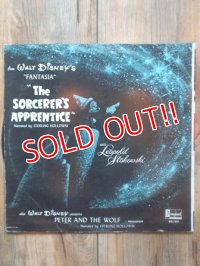 from WALT DISNEY'S
"FANTASIA"
"The
SORCERER'S
APPRENTICE"
Narrated by STERLING HOLLOWAY
SOLD OUT!!
Leopold
Stokowski
also WALT DISNEY presents
PETER AND THE WOLF
Narrated by STERLING HOLLOWAY